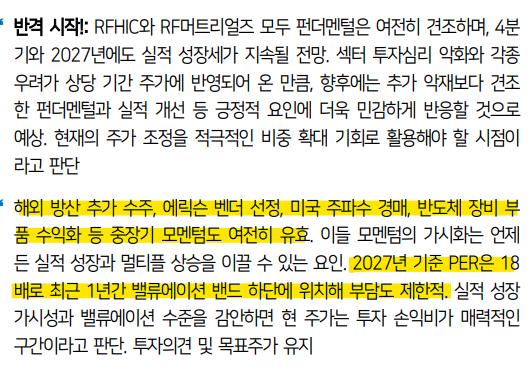 반격 시작!: RFHIC와 RF머트리얼즈 모두 펀더멘털은 여전히 견조하며, 4분
기와 2027년에도 실적 성장세가 지속될 전망. 섹터 투자심리 악화와 각종
우려가 상당 기간 주가에 반영되어 온 만큼, 향후에는 추가 악재보다 견조
한 펀더멘털과 실적 개선 등 긍정적 요인에 더욱 민감하게 반응할 것으로
예상. 현재의 주가 조정을 적극적인 비중 확대 기회로 활용해야 할 시점이
라고 판단
해외 방산 추가 수주, 에릭슨 벤더 선정, 미국 주파수 경매, 반도체 장비 부
품 수익화 등 중장기 모멘텀도 여전히 유효. 이들 모멘텀의 가시화는 언제
든 실적 성장과 멀티플 상승을 이끌 수 있는 요인. 2027년 기준 PER은 18
배로 최근 1년간 밸류에이션 밴드 하단에 위치해 부담도 제한적. 실적 성장
가시성과 밸류에이션 수준을 감안하면 현 주가는 투자 손익비가 매력적인
구간이라고 판단. 투자의견 및 목표주가 유지